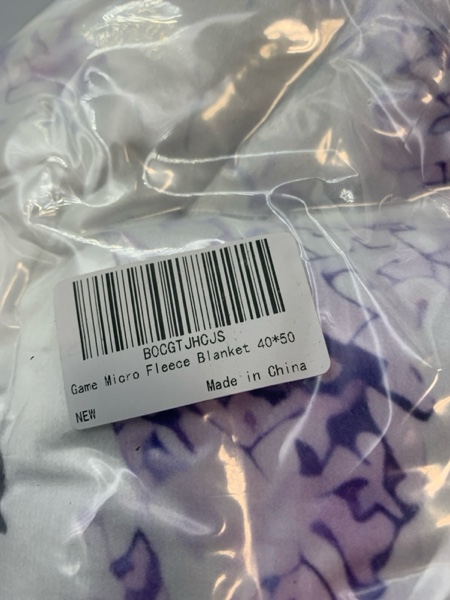 B0CGTJHCJS
Game Micro Fleece Blanket 40*50
NEW
Made in China